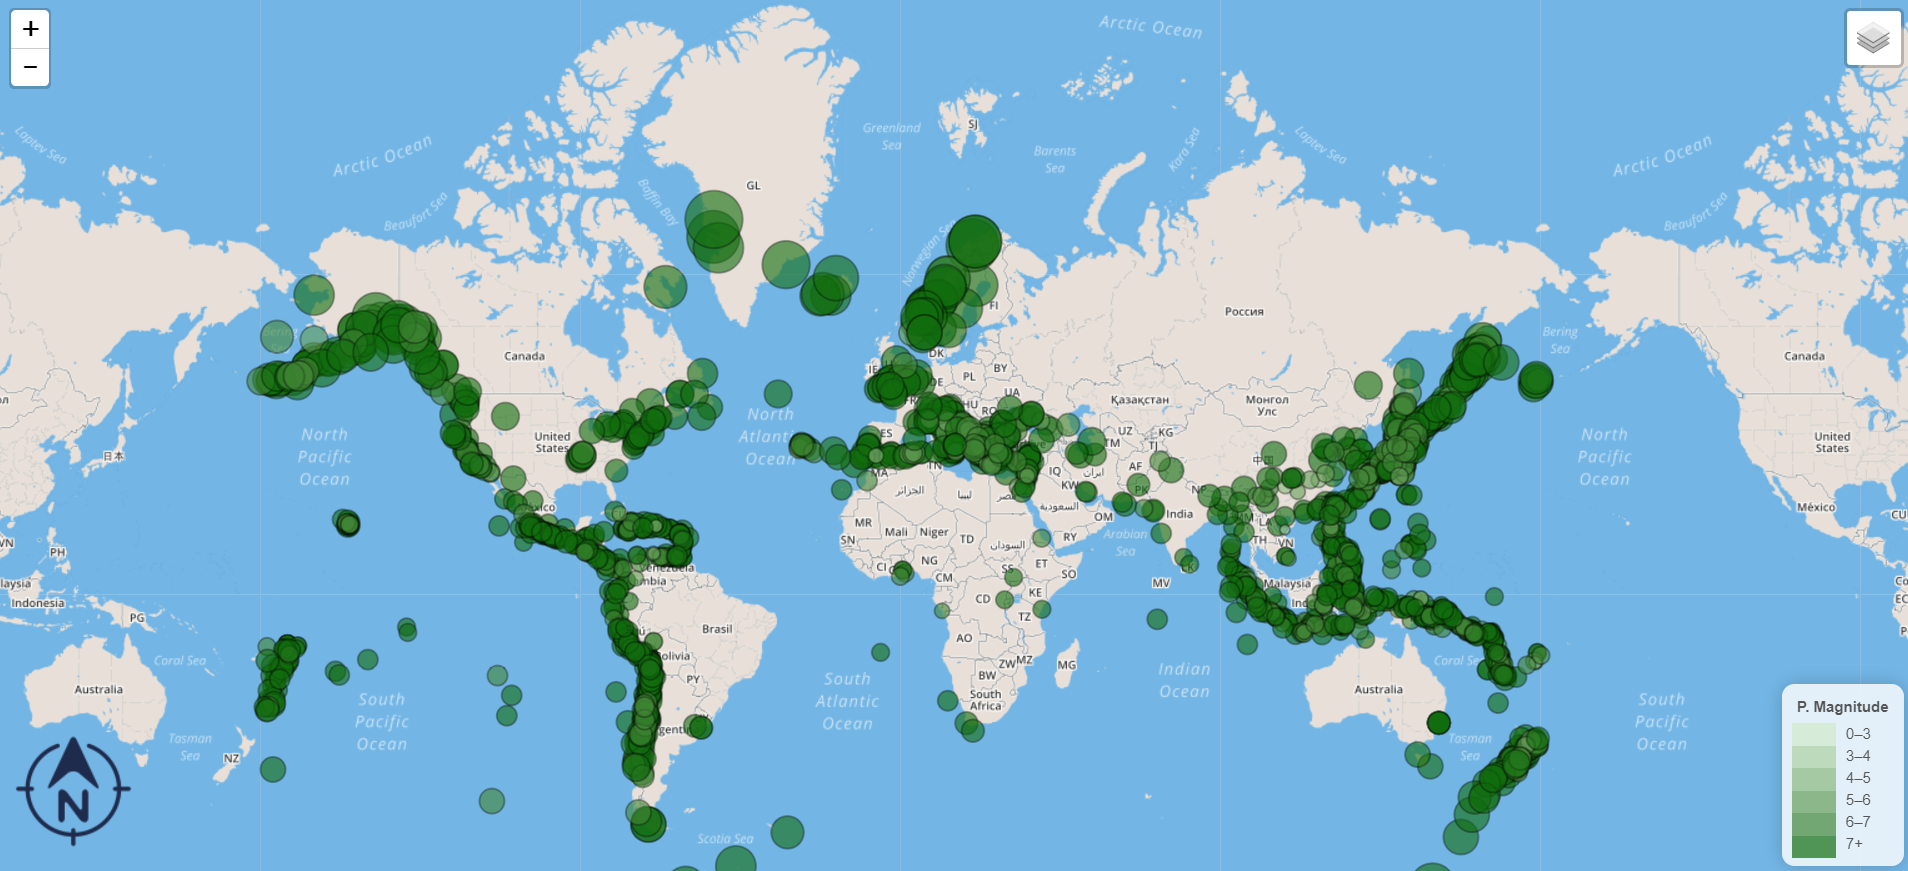 +
−
Arctic Ocean
Laptev Sea
Arctic Ocean
Beaufort Sea
Baffin Bay
GL
Greenland
Sea
SJ
Barents
Sea
Kara Sea
Laptev Sea
Arctic Ocean
Beaufort Sea
Norwegian Sea
FI
Россия
Bering
Sea
Canada
Canada
DK
IE
PL
BY
UA
HU
RO
FR
ES
Қазақстан
Монгол
Улс
UZ
KG
TM
TJ
AF
IQ
ایران
KW
PK
NP
中国
North
Pacific
Ocean
United
States
North
Atlantic
Ocean
MA
TN
الجزائر
ليبيا
مصر
السعودية
OM
India
LA
TH
VN
North
Pacific
Ocean
United
States
México
México
日本
VN
PH
Malaysia
Indonesia
PG
MR
Mali
Niger
TD
السودان
RY
SN
CI
NG
CM
SS
ET
SO
Arabian
Sea
LK
MV
Malaysia
CD
KE
TZ
Venezuela
Brasil
Bolivia
PY
AO
ZW
MZ
MG
BW
South
Africa
Coral Sea
Australia
South
Pacific
Ocean
South
Atlantic
Ocean
Indian
Ocean
Australia
Coral Sea
South
Pacific
Ocean
Tasman
Sea
NZ
Tasman
Sea
Scotia Sea
N
P. Magnitude
0–3
3–4
4–5
5–6
6–7
7+